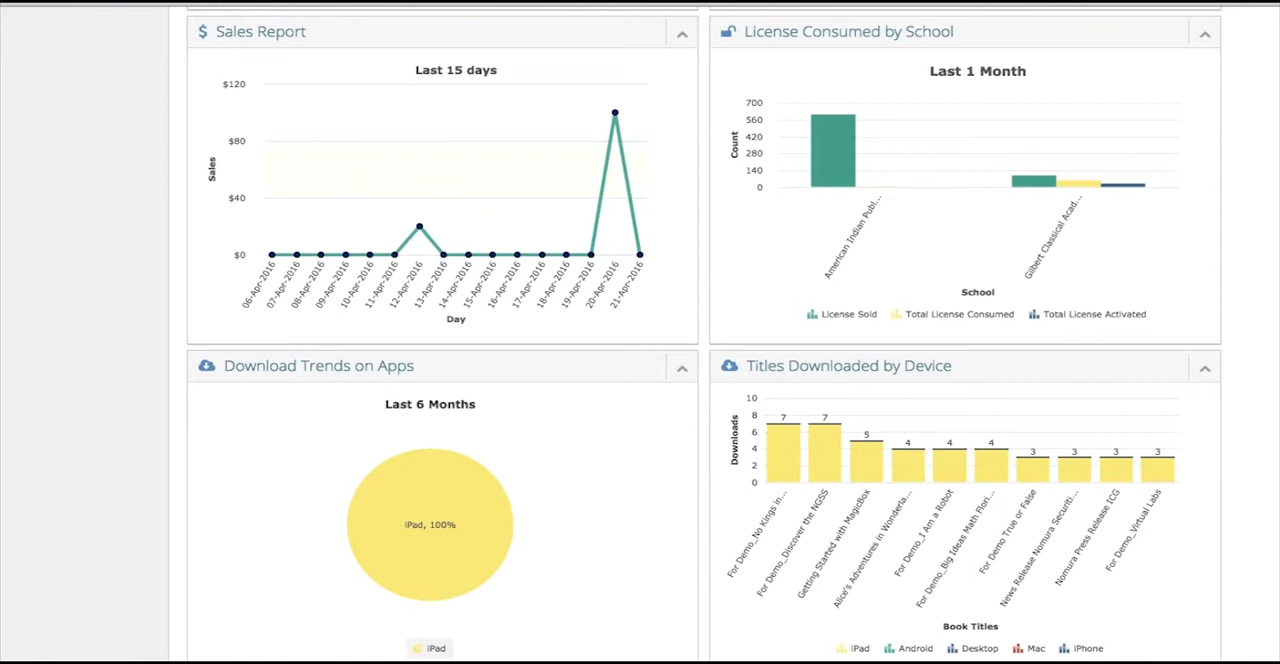 Sales Report
Last 15 days
$120
$80
$40
$0
Sales
06-Apr-2016
07-Apr-2016
08-Apr-2016
09-Apr-2016
10-Apr-2016
11-Apr-2016
12-Apr-2016
13-Apr-2016
14-Apr-2016
15-Apr-2016
16-Apr-2016
17-Apr-2016
18-Apr-2016
19-Apr-2016
20-Apr-2016
21-Apr-2016
Day
License Consumed by School
Last 1 Month
700
560
420
280
140
0
Count
American Indian Publ...
Gilbert Classical Acad...
School
License Sold Total License Consumed Total License Activated
Download Trends on Apps
Last 6 Months
iPad, 100%
iPad
Titles Downloaded by Device
10
8
6
4
2
0
Downloads
7 7 5 4 4 4 3 3 3 3
For Demo_No Kings in...
For Demo_Discover the NGSS
Getting Started with MagicBox
Alice's Adventures in Wonderla...
For Demo_I Am a Robot
For Demo_Big Ideas Math Flori...
For Demo True or False
News Release Nomura Securiti...
Nomura Press Release ICG
For Demo_Virtual Labs
Book Titles
iPad Android Desktop Mac iPhone